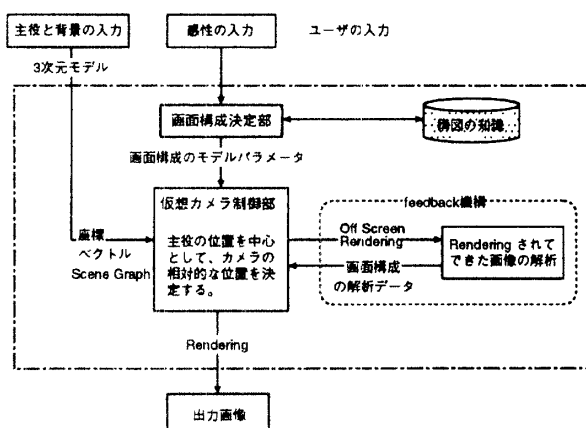 主役と背景の入力
感性の入力
ユーザの入力
3次元モデル
画面構成決定部
構図の知識
画面構成のモデルパラメータ
仮想カメラ制御部
主役の位置を中心
として、カメラの
相対的な位置を決
定する。
座標
ベクトル
Scene Graph
feedback機構
Off Screen
Rendering
Rendering されて
できた画像の解析
画面構成
の解析データ
Rendering
出力画像